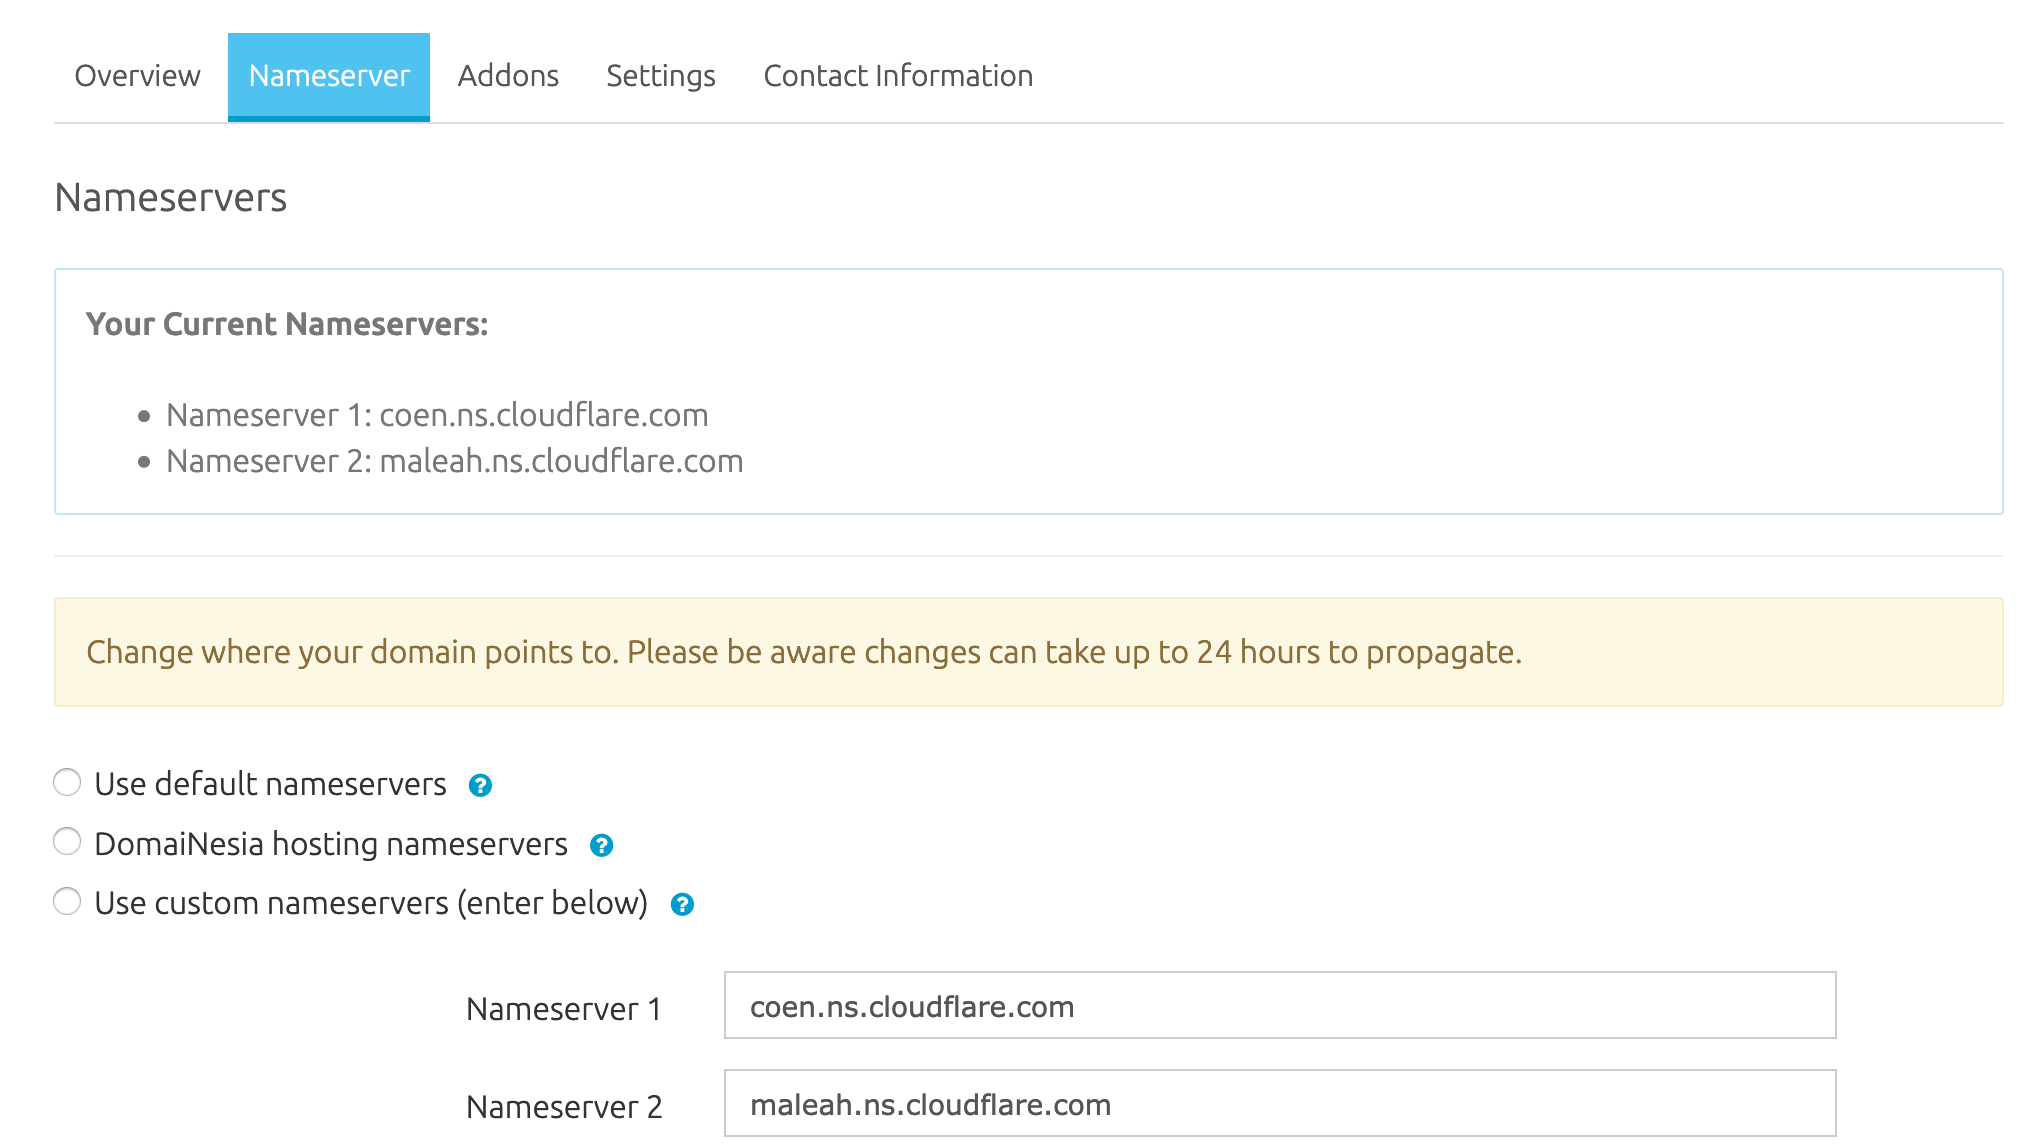 Overview Nameserver Addons Settings Contact Information
Nameservers
Your Current Nameservers:
Nameserver 1: coen.ns.cloudflare.com
Nameserver 2: maleah.ns.cloudflare.com
Change where your domain points to. Please be aware changes can take up to 24 hours to propagate.
Use default nameservers ?
DomaiNesia hosting nameservers ?
Use custom nameservers (enter below) ?
Nameserver 1 coen.ns.cloudflare.com
Nameserver 2 maleah.ns.cloudflare.com